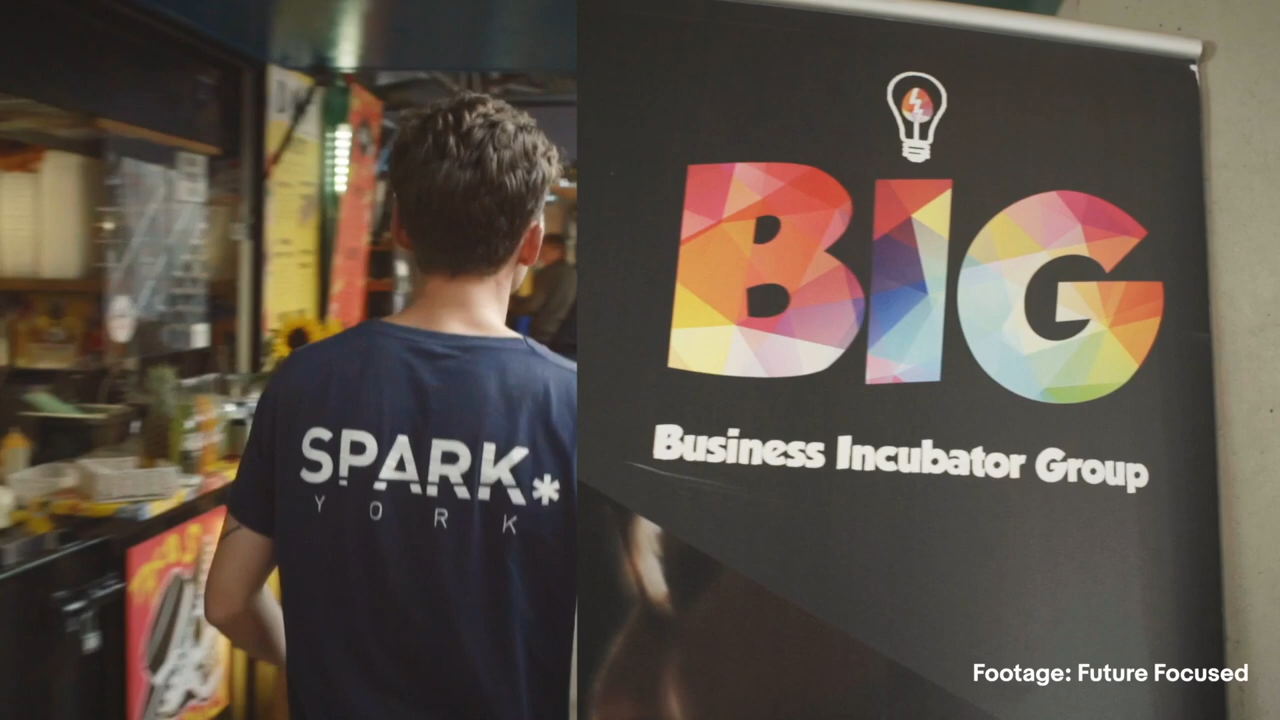 SPARK*
YORK
BIG
Business Incubator Group
Footage: Future Focused